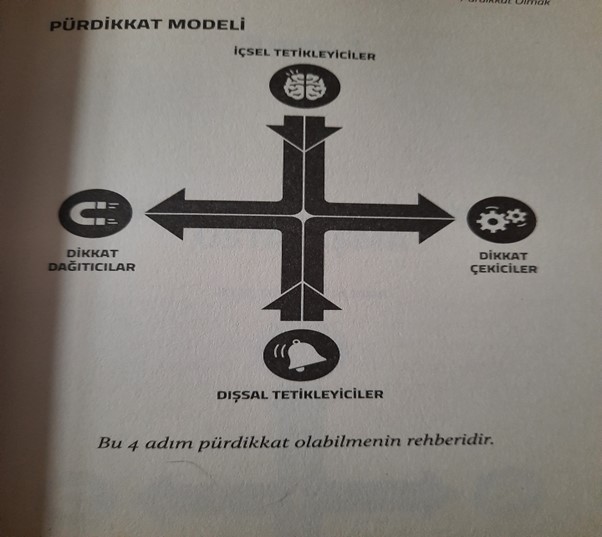 Pürdikkat Olmak
PÜRDİKKAT MODELİ
İÇSEL TETİKLEYİCİLER
DİKKAT
DAĞITICILAR
DİKKAT
ÇEKİCİLER
DIŞSAL TETİKLEYİCİLER
Bu 4 adım pürdikkat olabilmenin rehberidir.